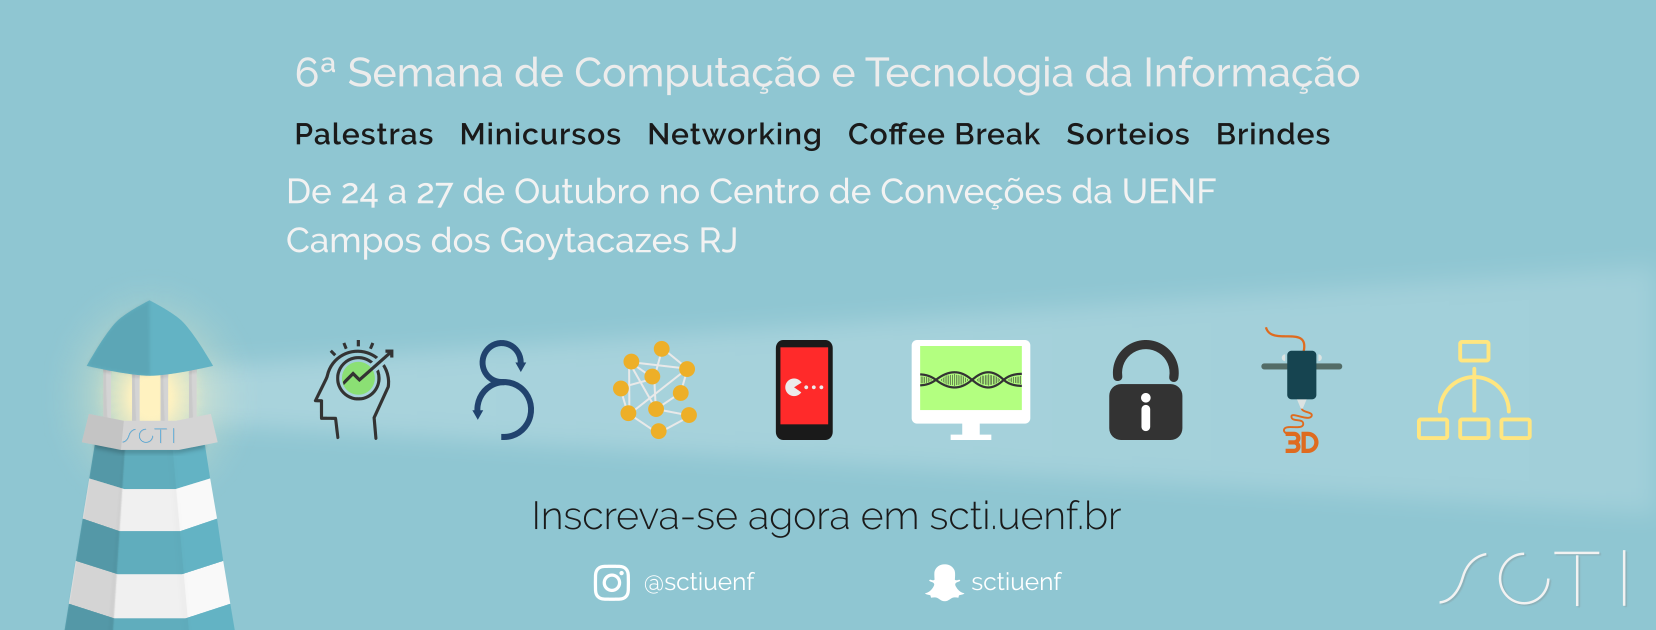 6ª Semana de Computação e Tecnologia da Informação
Palestras Minicursos Networking Coffee Break Sorteios Brindes
De 24 a 27 de Outubro no Centro de Conveções da UENF
Campos dos Goytacazes RJ
SCTI
3D
Inscreva-se agora em scti.uenf.br
@sctiuenf sctiuenf
SCTI